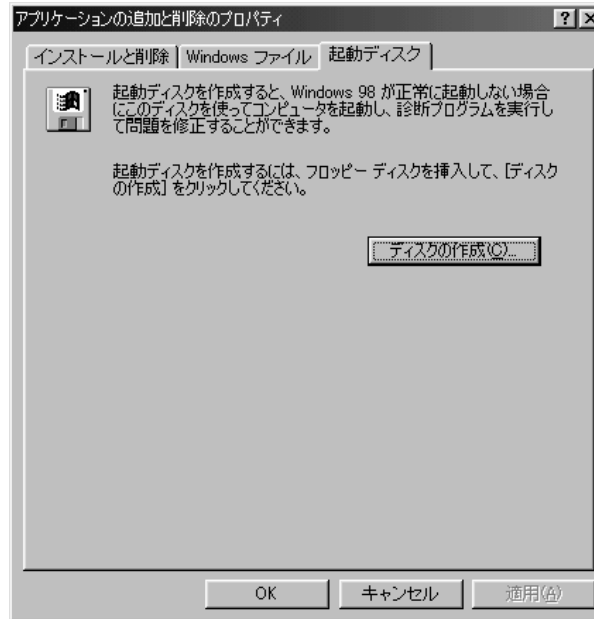 アプリケーションの追加と削除のプロパティ
インストールと削除 Windows ファイル 起動ディスク
起動ディスクを作成すると、Windows 98 が正常に起動しない場合
にこのディスクを使ってコンピュータを起動し、診断プログラムを実行し
て問題を修正することができます。
起動ディスクを作成するには、フロッピー ディスクを挿入して、[ディスク
の作成] をクリックしてください。
ディスクの作成(C)...
OK キャンセル 適用(A)